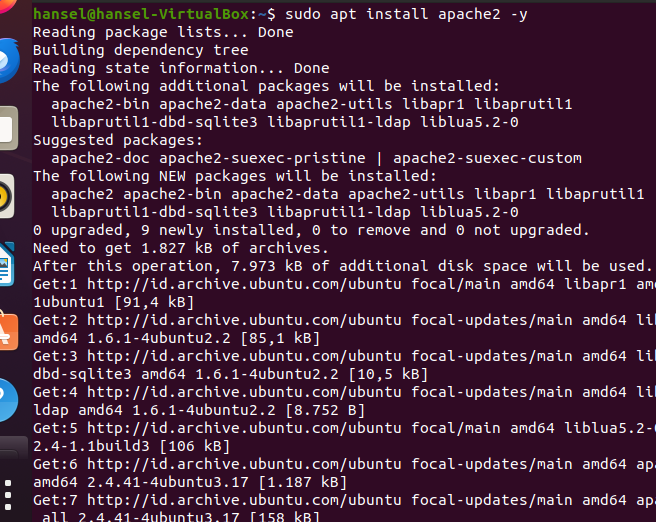 hansel@hansel-VirtualBox:~$ sudo apt install apache2 -y
Reading package lists... Done
Building dependency tree
Reading state information... Done
The following additional packages will be installed:
  apache2-bin apache2-data apache2-utils libapr1 libaprutil1
  libaprutil1-dbd-sqlite3 libaprutil1-ldap liblua5.2-0
Suggested packages:
  apache2-doc apache2-suexec-pristine | apache2-suexec-custom
The following NEW packages will be installed:
  apache2 apache2-bin apache2-data apache2-utils libapr1 libaprutil1
  libaprutil1-dbd-sqlite3 libaprutil1-ldap liblua5.2-0
0 upgraded, 9 newly installed, 0 to remove and 0 not upgraded.
Need to get 1.827 kB of archives.
After this operation, 7.973 kB of additional disk space will be used.
Get:1 http://id.archive.ubuntu.com/ubuntu focal/main amd64 libapr1 am
1ubuntu1 [91,4 kB]
Get:2 http://id.archive.ubuntu.com/ubuntu focal-updates/main amd64 li
amd64 1.6.1-4ubuntu2.2 [85,1 kB]
Get:3 http://id.archive.ubuntu.com/ubuntu focal-updates/main amd64 li
dbd-sqlite3 amd64 1.6.1-4ubuntu2.2 [10,5 kB]
Get:4 http://id.archive.ubuntu.com/ubuntu focal-updates/main amd64 li
ldap amd64 1.6.1-4ubuntu2.2 [8.752 B]
Get:5 http://id.archive.ubuntu.com/ubuntu focal/main amd64 liblua5.2-
2.4-1.1build3 [106 kB]
Get:6 http://id.archive.ubuntu.com/ubuntu focal-updates/main amd64 ap
amd64 2.4.41-4ubuntu3.17 [1.187 kB]
Get:7 http://id.archive.ubuntu.com/ubuntu focal-updates/main amd64 ap
all 2.4.41-4ubuntu3.17 [158 kB]